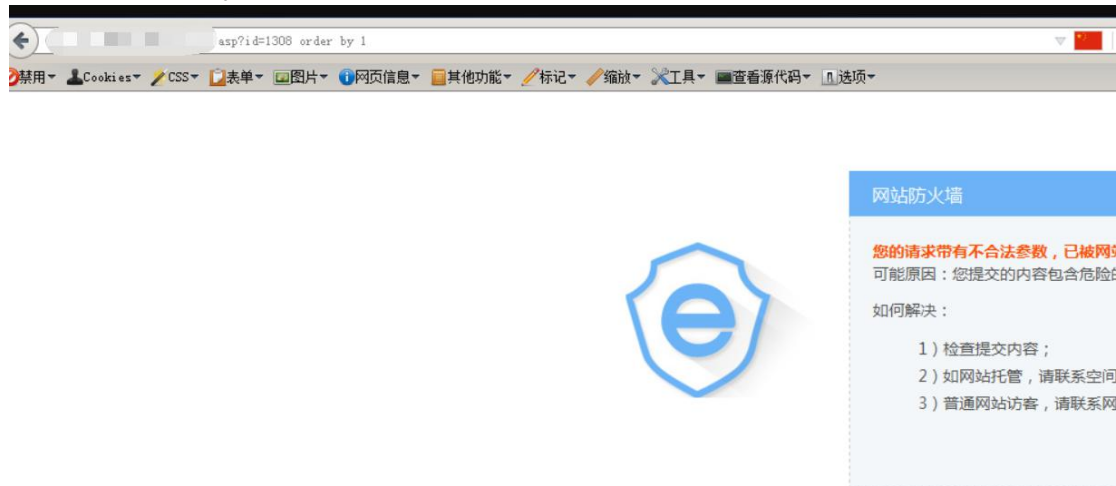 asp?id=1308 order by 1
禁用 Cookies CSS 表单 图片 网页信息 其他功能 标记 缩放 工具 查看源代码 选项
网站防火墙
您的请求带有不合法参数，已被网
可能原因：您提交的内容包含危险
如何解决：
1）检查提交内容；
2）如网站托管，请联系空间
3）普通网站访客，请联系网